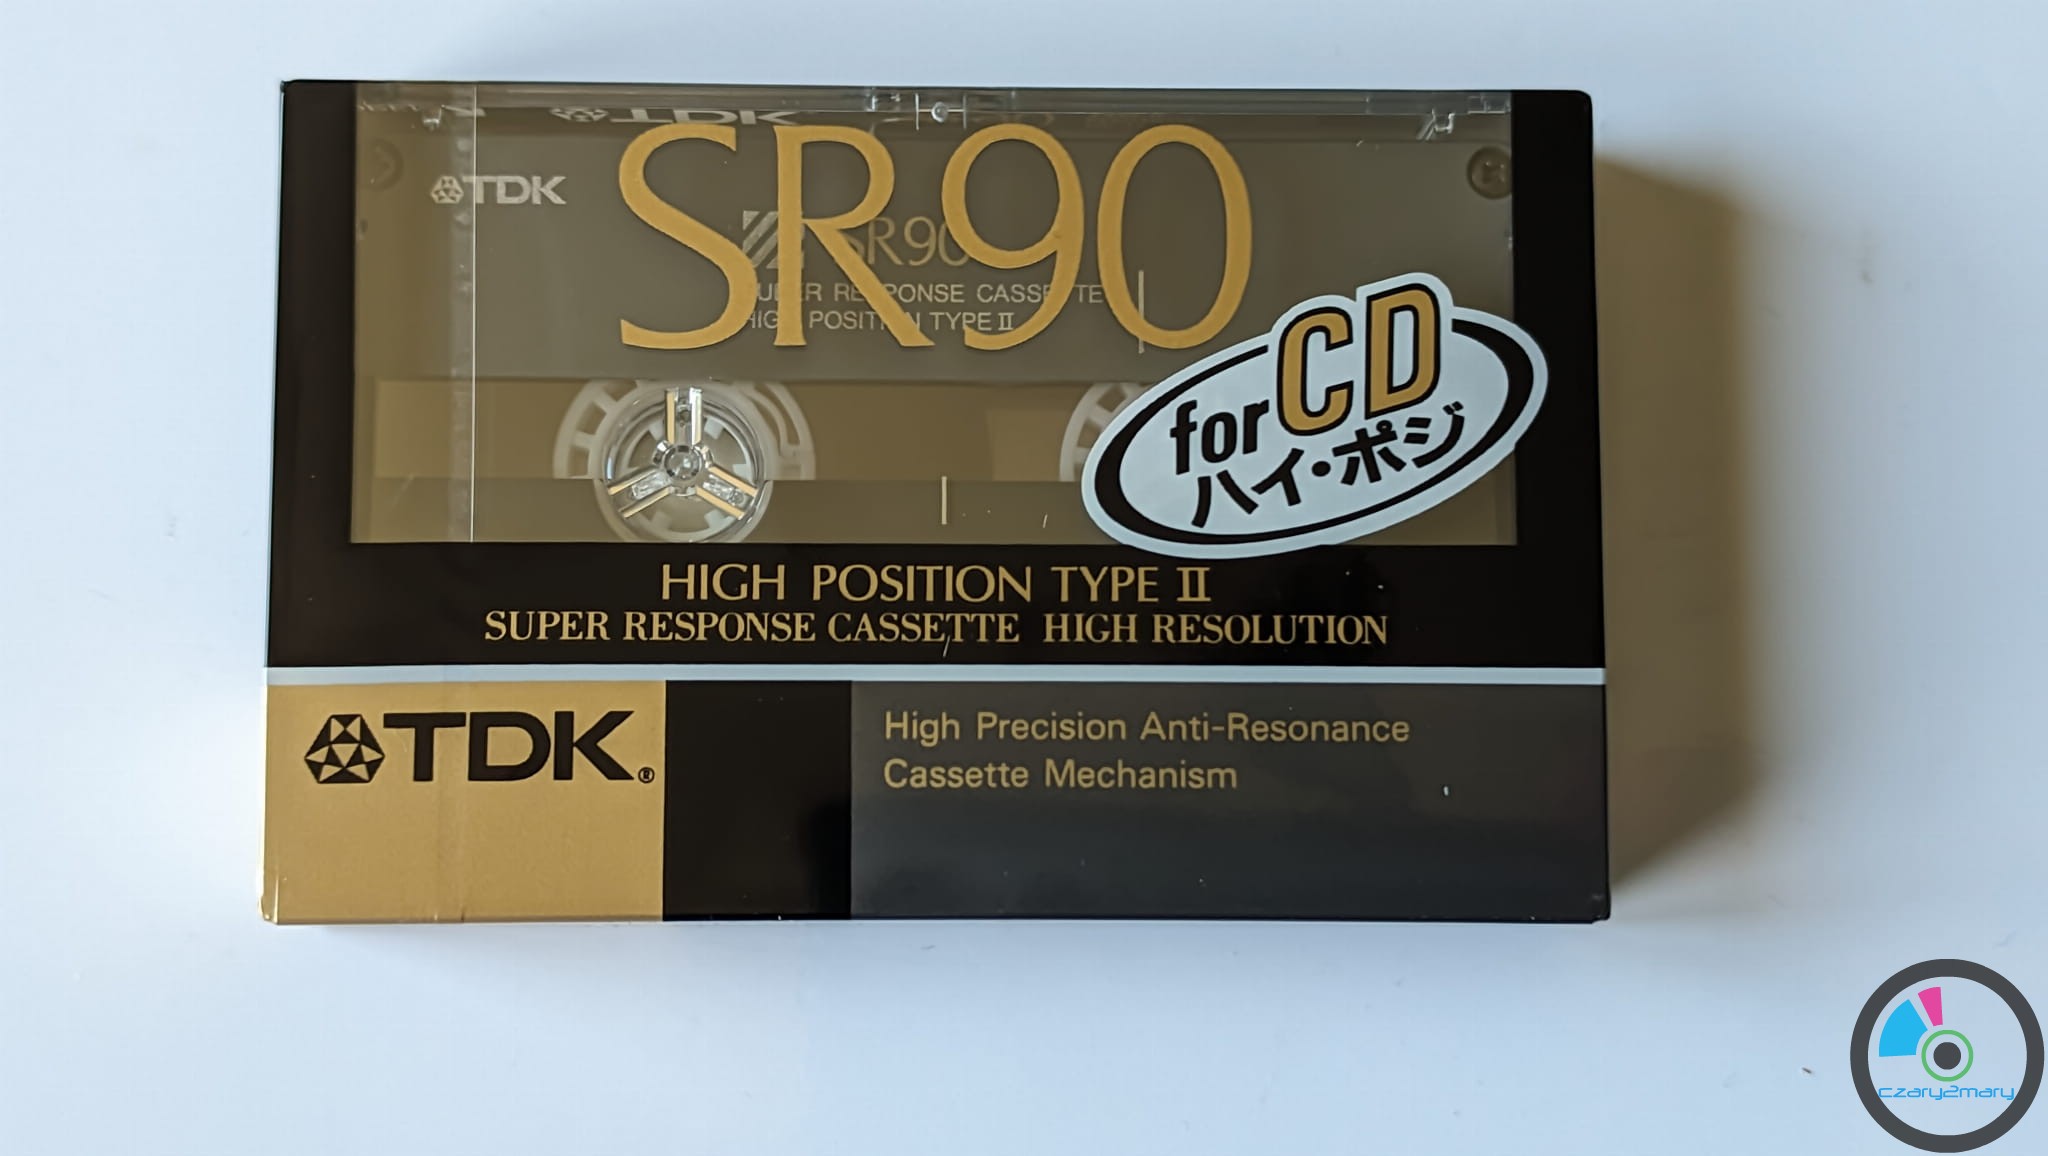 TDK
SR90
TDK
SR90
SUPER RESPONSE CASSETTE
HIGH POSITION TYPE II
for CD
ハイ・ポジ
HIGH POSITION TYPE II
SUPER RESPONSE CASSETTE HIGH RESOLUTION
TDK®
High Precision Anti-Resonance
Cassette Mechanism
czary2mary